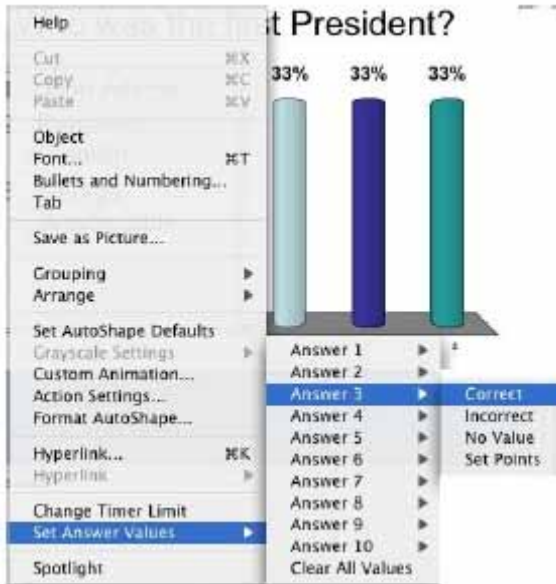 st President?
Help
Cut ⌘X
Copy ⌘C
Paste ⌘V
33% 33% 33%
Object
Font... ⌘T
Bullets and Numbering...
Tab
Save as Picture...
Grouping
Arrange
Set AutoShape Defaults
Grayscale Settings
Custom Animation...
Action Settings...
Format AutoShape...
Hyperlink... ⌘K
Hyperlink
Change Timer Limit
Set Answer Values
Spotlight
Answer 1
Answer 2
Answer 3
Answer 4
Answer 5
Answer 6
Answer 7
Answer 8
Answer 9
Answer 10
Clear All Values
Correct
Incorrect
No Value
Set Points